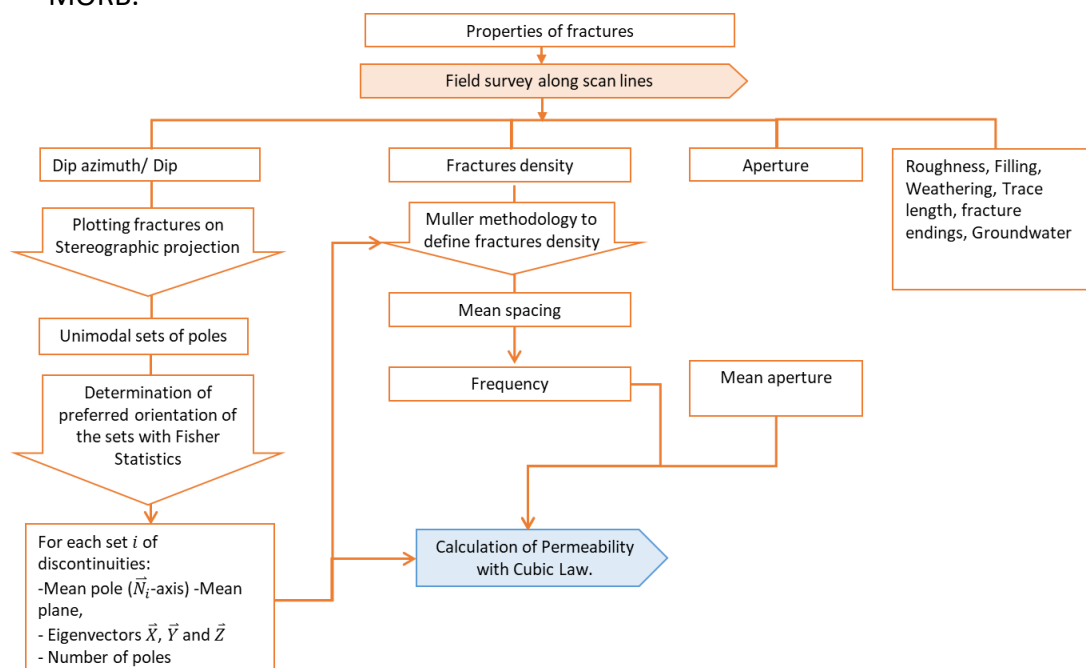 MORB.
Properties of fractures
Field survey along scan lines
Dip azimuth/ Dip
Fractures density
Aperture
Roughness, Filling,
Weathering, Trace
length, fracture
endings, Groundwater
Plotting fractures on
Stereographic projection
Muller methodology to
define fractures density
Unimodal sets of poles
Mean spacing
Determination of
preferred orientation of
the sets with Fisher
Statistics
Frequency
Mean aperture
For each set 𝑖 of
discontinuities:
-Mean pole (N⃗ᵢ-axis) -Mean
plane,
- Eigenvectors X⃗, Y⃗ and Z⃗
- Number of poles
Calculation of Permeability
with Cubic Law.